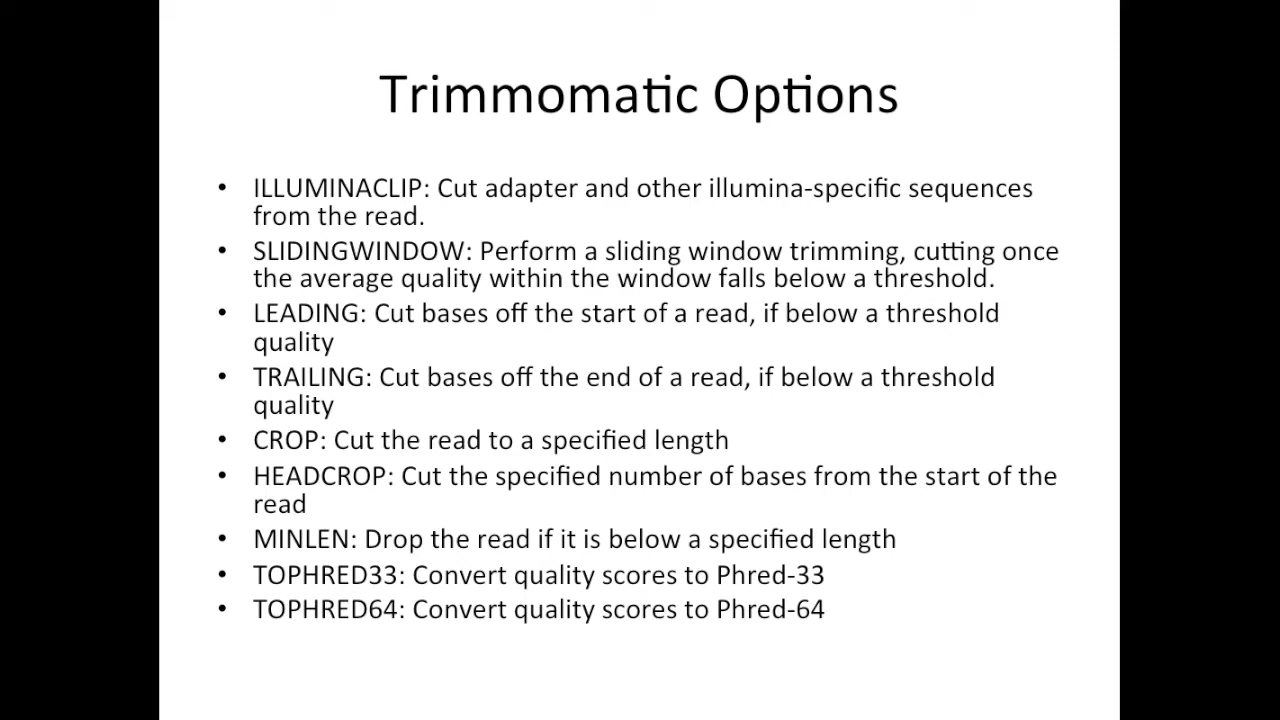 Trimmomatic Options
• ILLUMINACLIP: Cut adapter and other illumina-specific sequences
from the read.
• SLIDINGWINDOW: Perform a sliding window trimming, cutting once
the average quality within the window falls below a threshold.
• LEADING: Cut bases off the start of a read, if below a threshold
quality
• TRAILING: Cut bases off the end of a read, if below a threshold
quality
• CROP: Cut the read to a specified length
• HEADCROP: Cut the specified number of bases from the start of the
read
• MINLEN: Drop the read if it is below a specified length
• TOPHRED33: Convert quality scores to Phred-33
• TOPHRED64: Convert quality scores to Phred-64